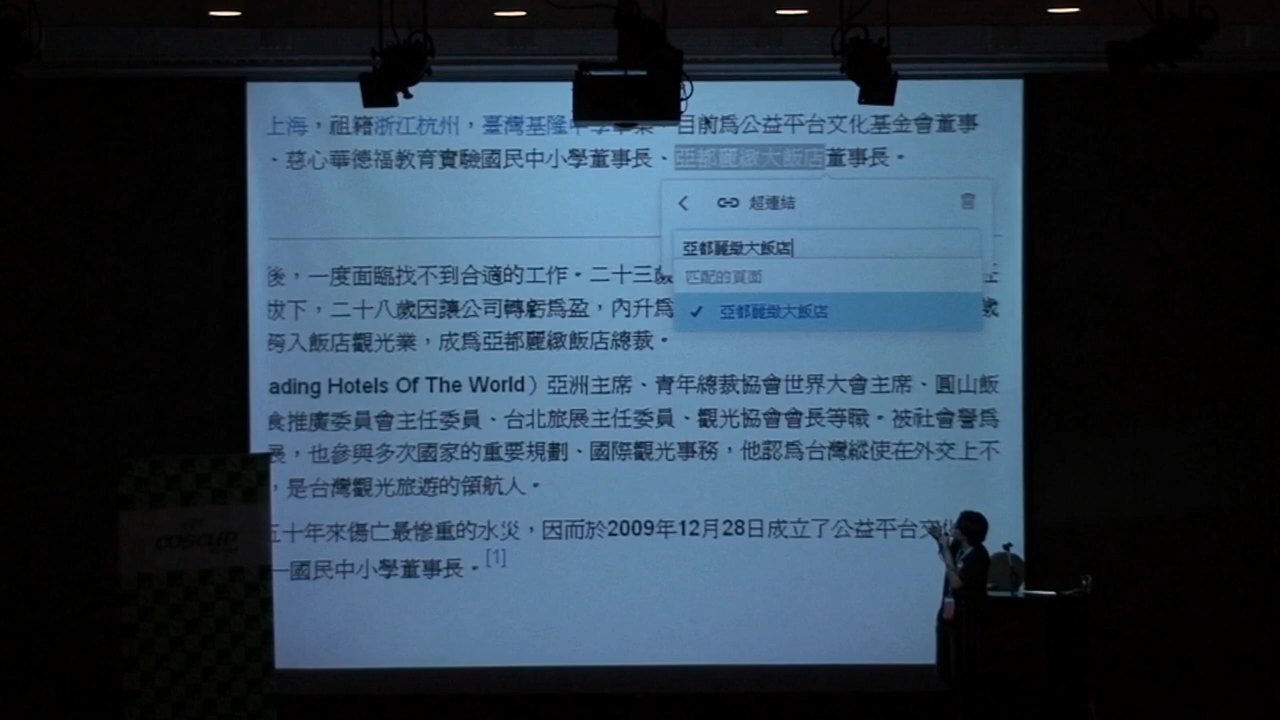 上海，祖籍浙江杭州，臺灣基隆中學畢業。目前為公益平台文化基金會董事
、慈心華德福教育實驗國民中小學董事長、亞都麗緻大飯店董事長。
超連結
亞都麗緻大飯店
匹配的頁面
亞都麗緻大飯店
後，一度面臨找不到合適的工作。二十三歲
拔下，二十八歲因讓公司轉虧為盈，內升為
跨入飯店觀光業，成為亞都麗緻飯店總裁。
ading Hotels Of The World）亞洲主席、青年總裁協會世界大會主席、圓山飯
食推廣委員會主任委員、台北旅展主任委員、觀光協會會長等職。被社會譽為
展，也參與多次國家的重要規劃、國際觀光事務，他認為台灣縱使在外交上不
，是台灣觀光旅遊的領航人。
五十年來傷亡最慘重的水災，因而於2009年12月28日成立了公益平台文化
一國民中小學董事長。[1]
coscup